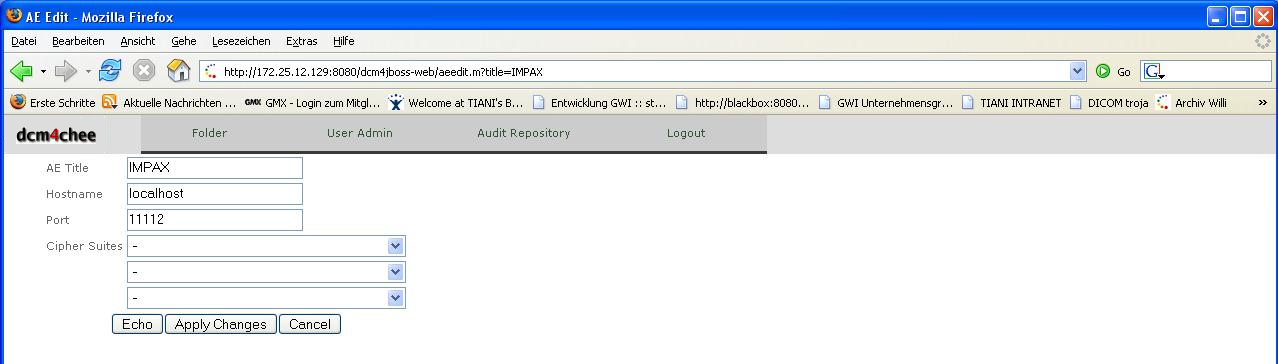 AE Edit - Mozilla Firefox
Datei Bearbeiten Ansicht Gehe Lesezeichen Extras Hilfe
http://172.25.12.129:8080/dcm4jboss-web/aeedit.m?title=IMPAX Go G
Erste Schritte Aktuelle Nachrichten ... GMX GMX - Login zum Mitgl... Welcome at TIANI's B... Entwicklung GWI :: st... http://blackbox:8080... GWI Unternehmensgr... TIANI INTRANET DICOM troja Archiv Willi »
dcm4chee Folder User Admin Audit Repository Logout
AE Title IMPAX
Hostname localhost
Port 11112
Cipher Suites -
-
-
Echo Apply Changes Cancel